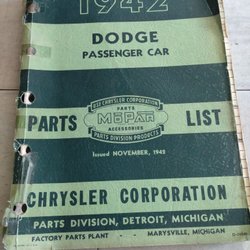 1942
DODGE
PASSENGER CAR
USE CHRYSLER CORPORATION
PARTS
PARTS MOPAR LIST
ACCESSORIES
PARTS DIVISION PRODUCTS
Issued NOVEMBER, 1942
CHRYSLER CORPORATION
PARTS DIVISION, DETROIT, MICHIGAN
FACTORY PARTS PLANT - MARYSVILLE, MICHIGAN